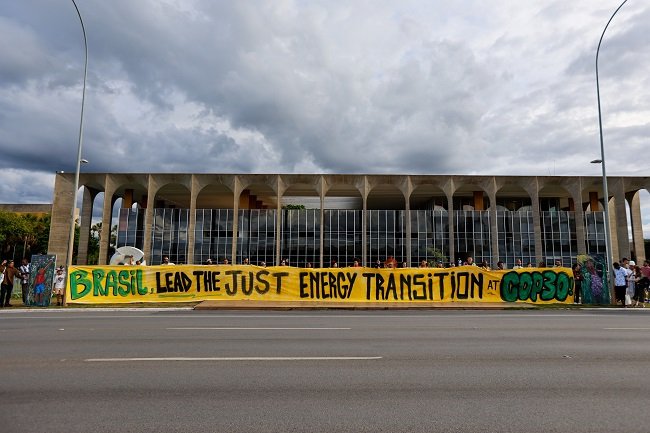 BRASIL, LEAD THE JUST ENERGY TRANSITION AT COP30!